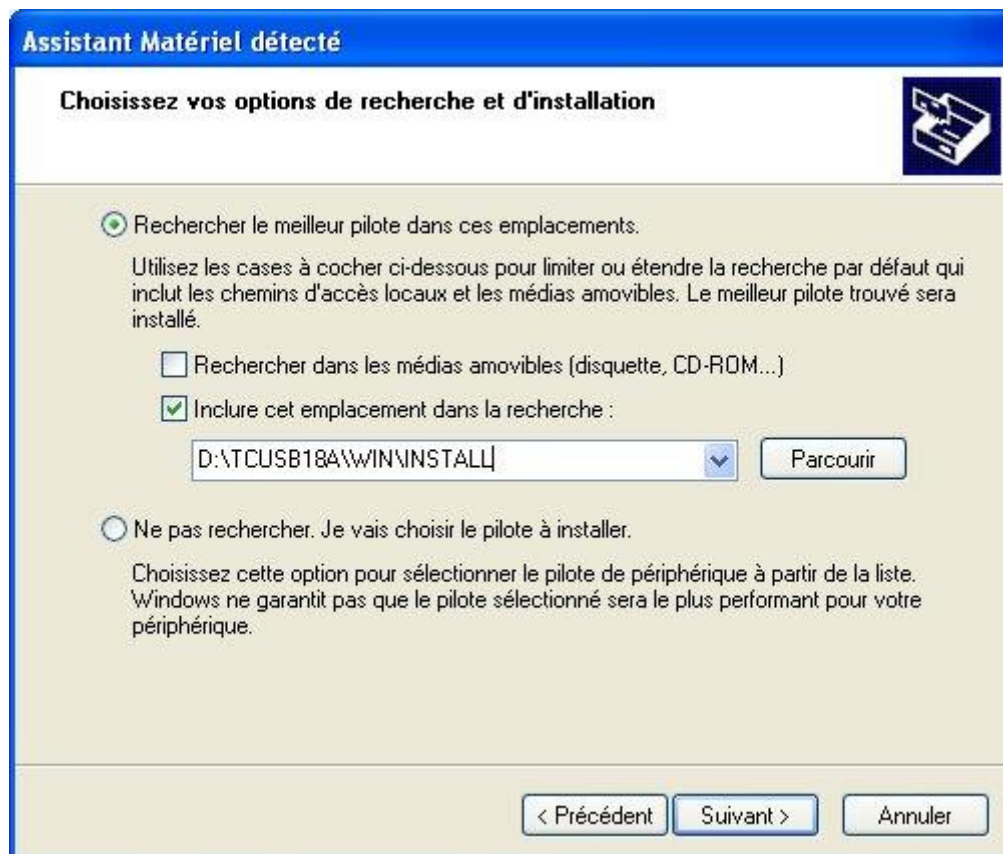 Assistant Matériel détecté
Choisissez vos options de recherche et d'installation
Rechercher le meilleur pilote dans ces emplacements.
Utilisez les cases à cocher ci-dessous pour limiter ou étendre la recherche par défaut qui
inclut les chemins d'accès locaux et les médias amovibles. Le meilleur pilote trouvé sera
installé.
Rechercher dans les médias amovibles (disquette, CD-ROM...)
Inclure cet emplacement dans la recherche :
D:\TCUSB18A\WIN\INSTALL
Parcourir
Ne pas rechercher. Je vais choisir le pilote à installer.
Choisissez cette option pour sélectionner le pilote de périphérique à partir de la liste.
Windows ne garantit pas que le pilote sélectionné sera le plus performant pour votre
périphérique.
< Précédent Suivant > Annuler